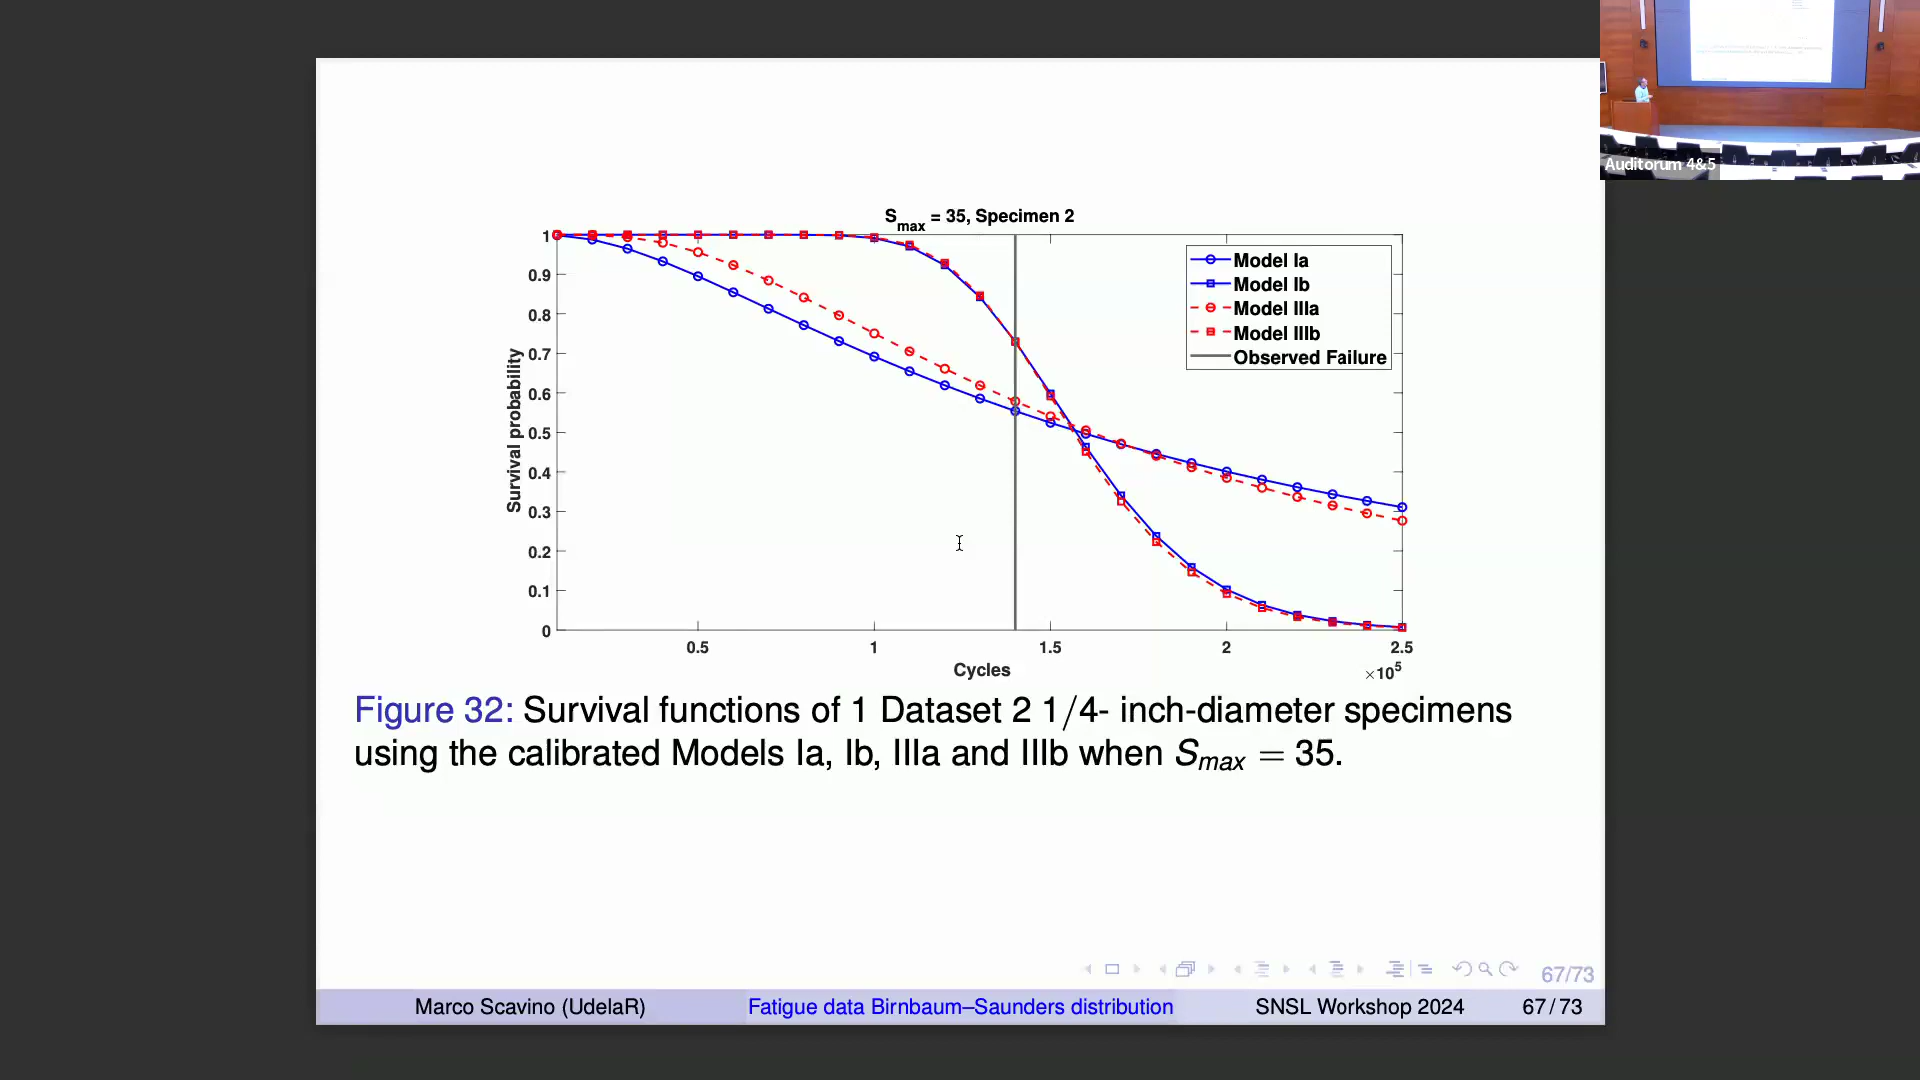 Auditorum 4&5
S_max = 35, Specimen 2
1
0.9
0.8
0.7
0.6
0.5
0.4
0.3
0.2
0.1
0
Survival probability
Model Ia
Model Ib
Model IIIa
Model IIIb
Observed Failure
0.5
1
1.5
2
2.5
×10^5
Cycles
Figure 32: Survival functions of 1 Dataset 2 1/4- inch-diameter specimens
using the calibrated Models Ia, Ib, IIIa and IIIb when S_max = 35.
67/73
Marco Scavino (UdelaR) Fatigue data Birnbaum–Saunders distribution SNSL Workshop 2024 67/73